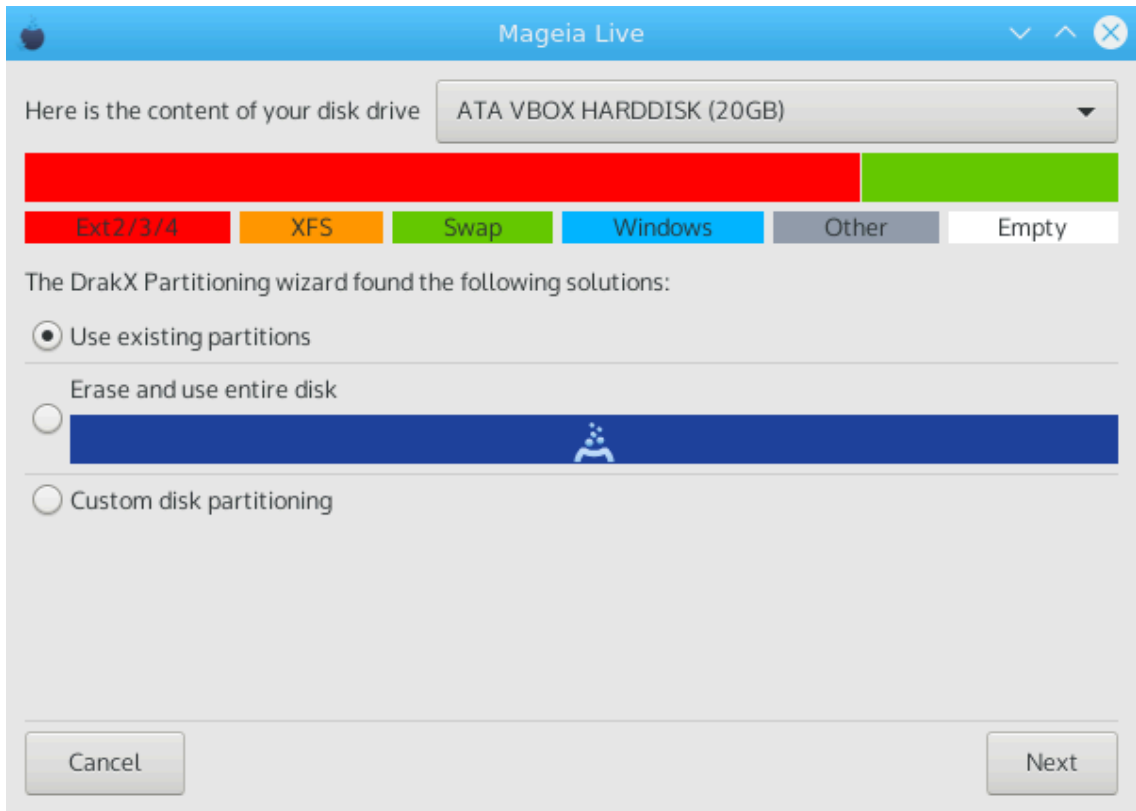 Mageia Live
Here is the content of your disk drive ATA VBOX HARDDISK (20GB)
Ext2/3/4 XFS Swap Windows Other Empty
The DrakX Partitioning wizard found the following solutions:
Use existing partitions
Erase and use entire disk
Custom disk partitioning
Cancel Next